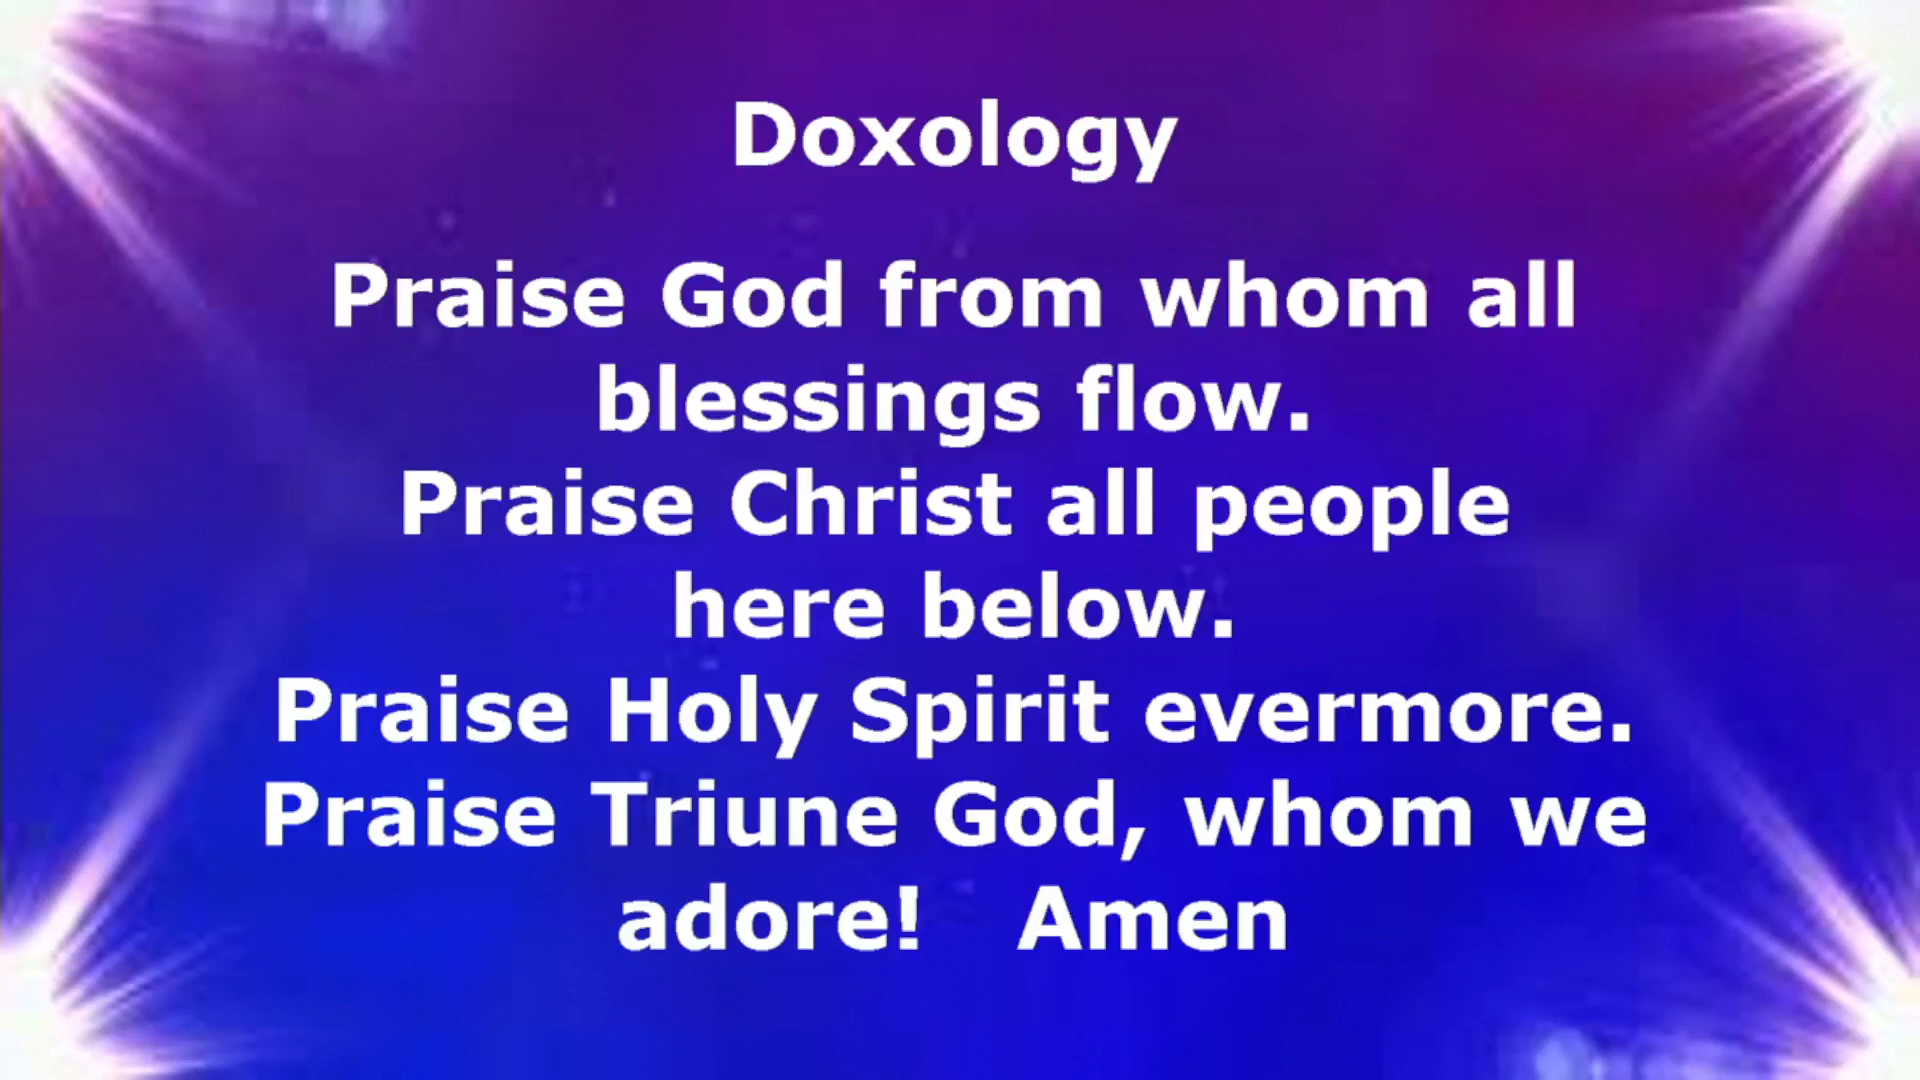 Doxology
Praise God from whom all
blessings flow.
Praise Christ all people
here below.
Praise Holy Spirit evermore.
Praise Triune God, whom we
adore!   Amen